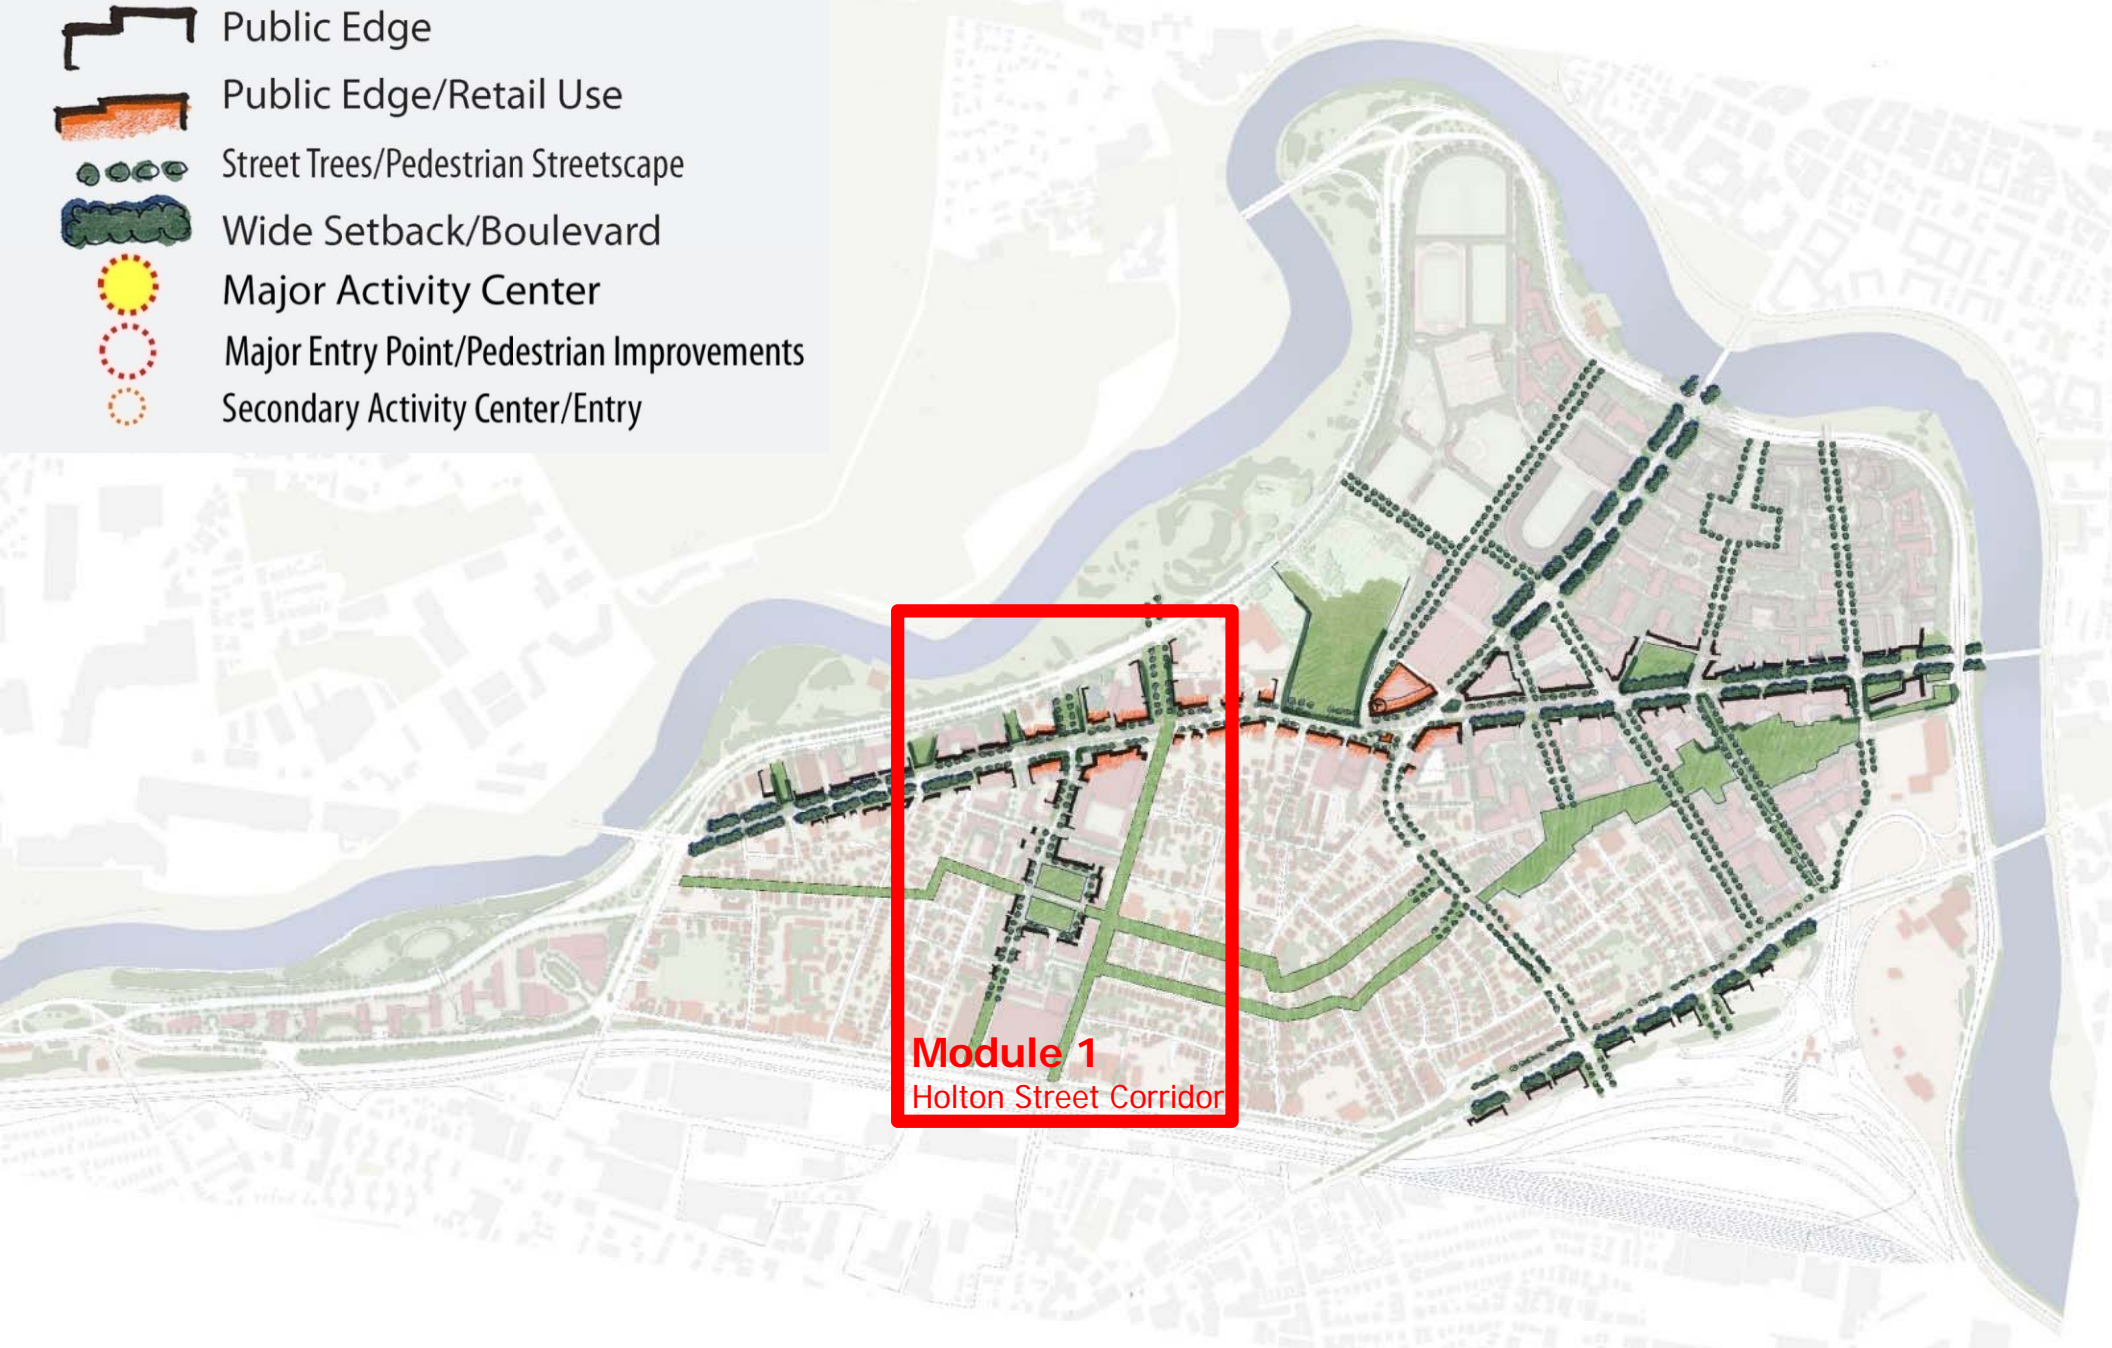 Public Edge
Public Edge/Retail Use
Street Trees/Pedestrian Streetscape
Wide Setback/Boulevard
Major Activity Center
Major Entry Point/Pedestrian Improvements
Secondary Activity Center/Entry
Module 1
Holton Street Corridor